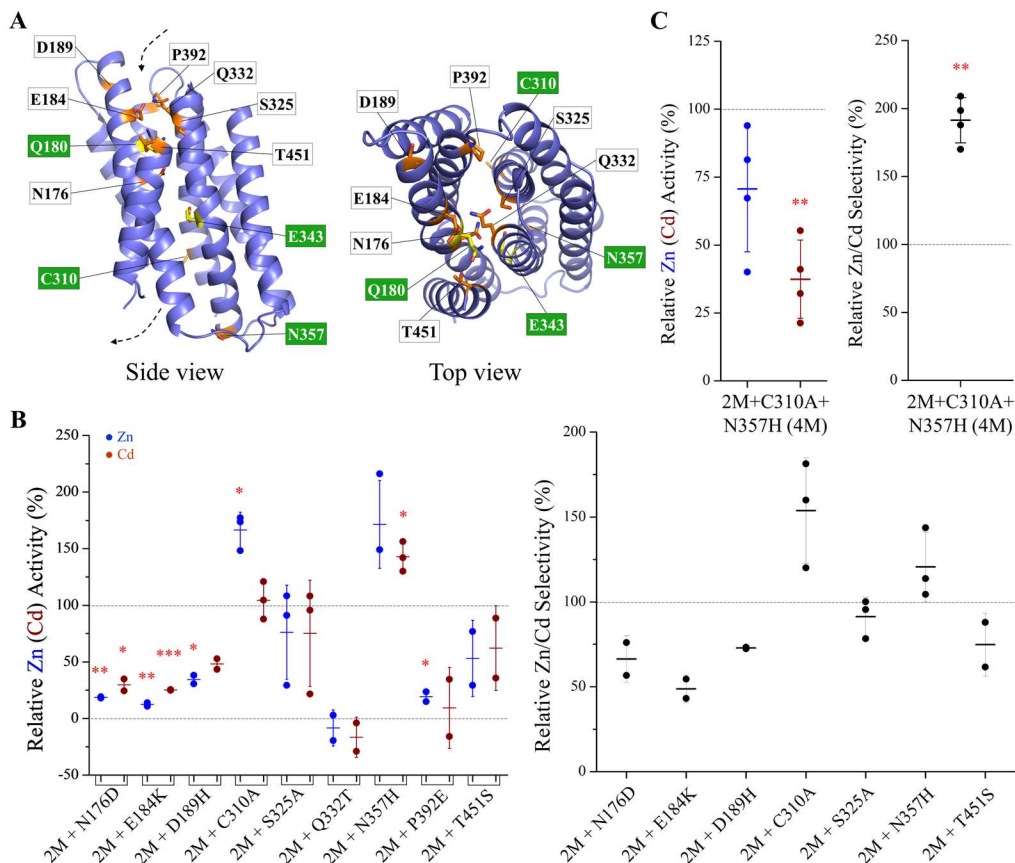 A
D189
P392
Q332
E184
S325
Q180
T451
N176
E343
C310
N357
Side view
P392
C310
D189
S325
Q332
E184
N176
N357
Q180
T451
E343
Top view
C
Relative Zn (Cd) Activity (%)
125
100
75
50
25
0
**
2M+C310A+
N357H (4M)
Relative Zn/Cd Selectivity (%)
250
200
150
100
50
0
**
2M+C310A+
N357H (4M)
B
Relative Zn (Cd) Activity (%)
250
200
150
100
50
0
-50
Zn
Cd
**
*
**
***
*
*
*
*
2M + N176D
2M + E184K
2M + D189H
2M + C310A
2M + S325A
2M + Q332T
2M + N357H
2M + P392E
2M + T451S
Relative Zn/Cd Selectivity (%)
200
150
100
50
0
2M + N176D
2M + E184K
2M + D189H
2M + C310A
2M + S325A
2M + N357H
2M + T451S